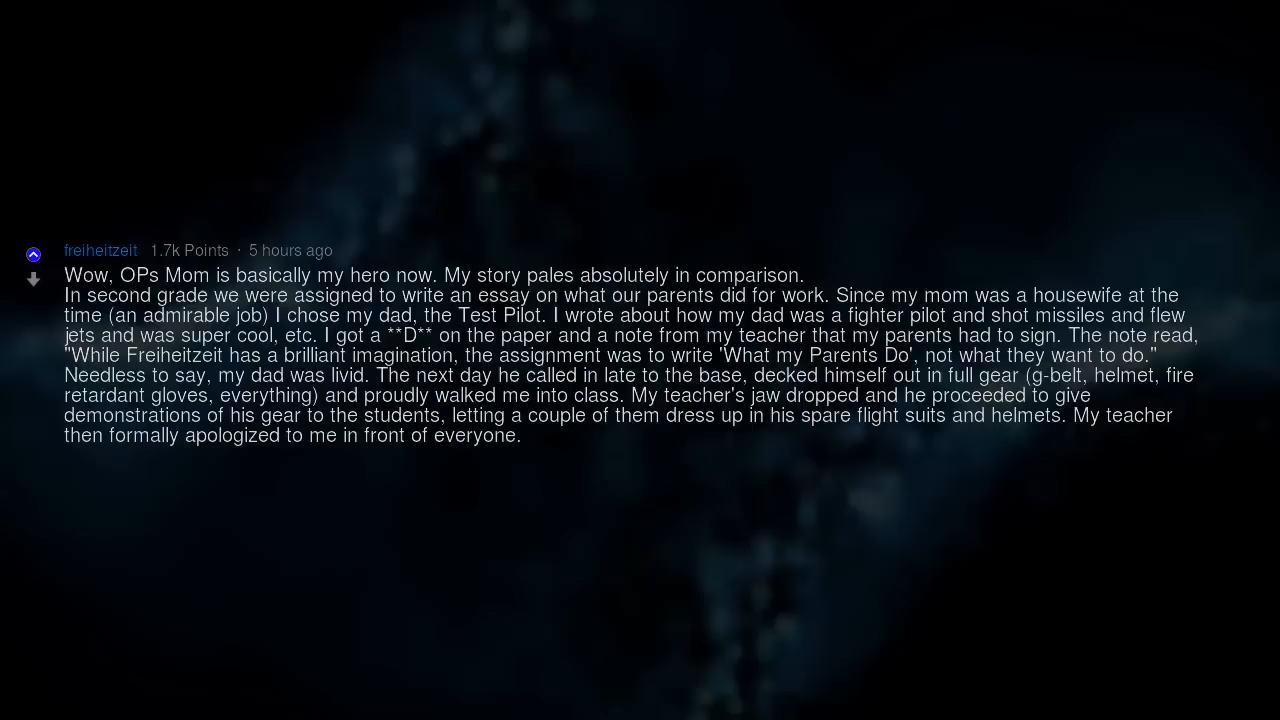 freiheitzeit 1.7k Points · 5 hours ago
Wow, OPs Mom is basically my hero now. My story pales absolutely in comparison.
In second grade we were assigned to write an essay on what our parents did for work. Since my mom was a housewife at the
time (an admirable job) I chose my dad, the Test Pilot. I wrote about how my dad was a fighter pilot and shot missiles and flew
jets and was super cool, etc. I got a **D** on the paper and a note from my teacher that my parents had to sign. The note read,
"While Freiheitzeit has a brilliant imagination, the assignment was to write 'What my Parents Do', not what they want to do."
Needless to say, my dad was livid. The next day he called in late to the base, decked himself out in full gear (g-belt, helmet, fire
retardant gloves, everything) and proudly walked me into class. My teacher's jaw dropped and he proceeded to give
demonstrations of his gear to the students, letting a couple of them dress up in his spare flight suits and helmets. My teacher
then formally apologized to me in front of everyone.